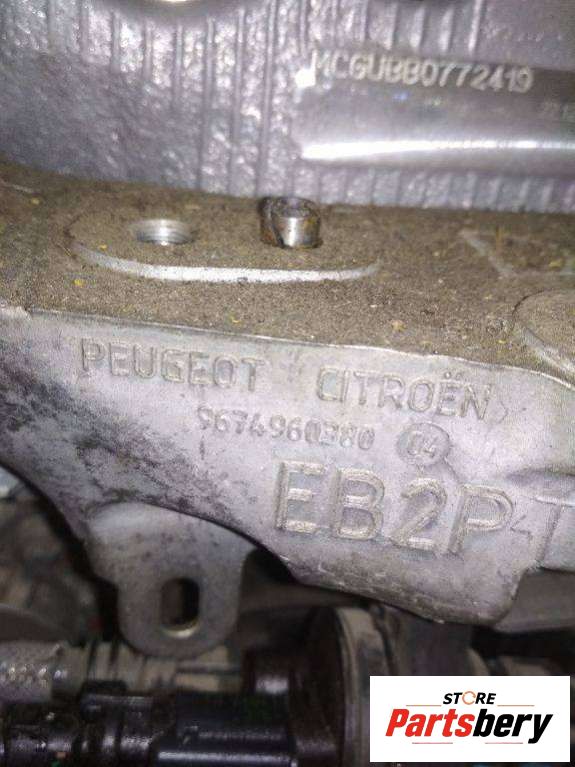 MCGUBB0772419
PEUGEOT CITROËN
9674960380 04
EB2PT
STORE
Partsbery